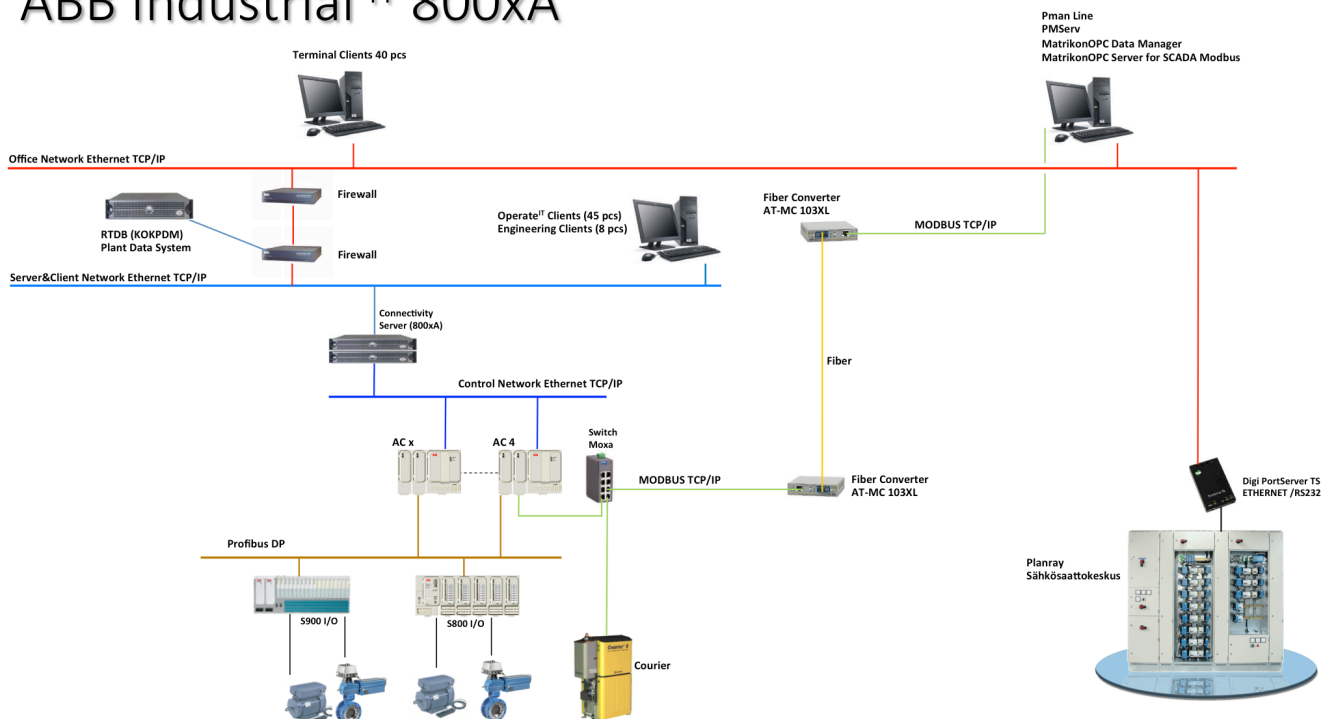 ABB Industrial IT 800xA
Pman Line
PMServ
MatrikonOPC Data Manager
MatrikonOPC Server for SCADA Modbus
Terminal Clients 40 pcs
Office Network Ethernet TCP/IP
Firewall
RTDB (KOKPDM)
Plant Data System
Operate IT Clients (45 pcs)
Engineering Clients (8 pcs)
Fiber Converter
AT-MC 103XL
MODBUS TCP/IP
Firewall
Server&Client Network Ethernet TCP/IP
Connectivity
Server (800xA)
Fiber
Control Network Ethernet TCP/IP
AC x
AC 4
Switch
Moxa
MODBUS TCP/IP
Fiber Converter
AT-MC 103XL
Digi PortServer TS
ETHERNET /RS232
Profibus DP
Planray
Sähkösaattokeskus
S900 I/O
S800 I/O
Courier